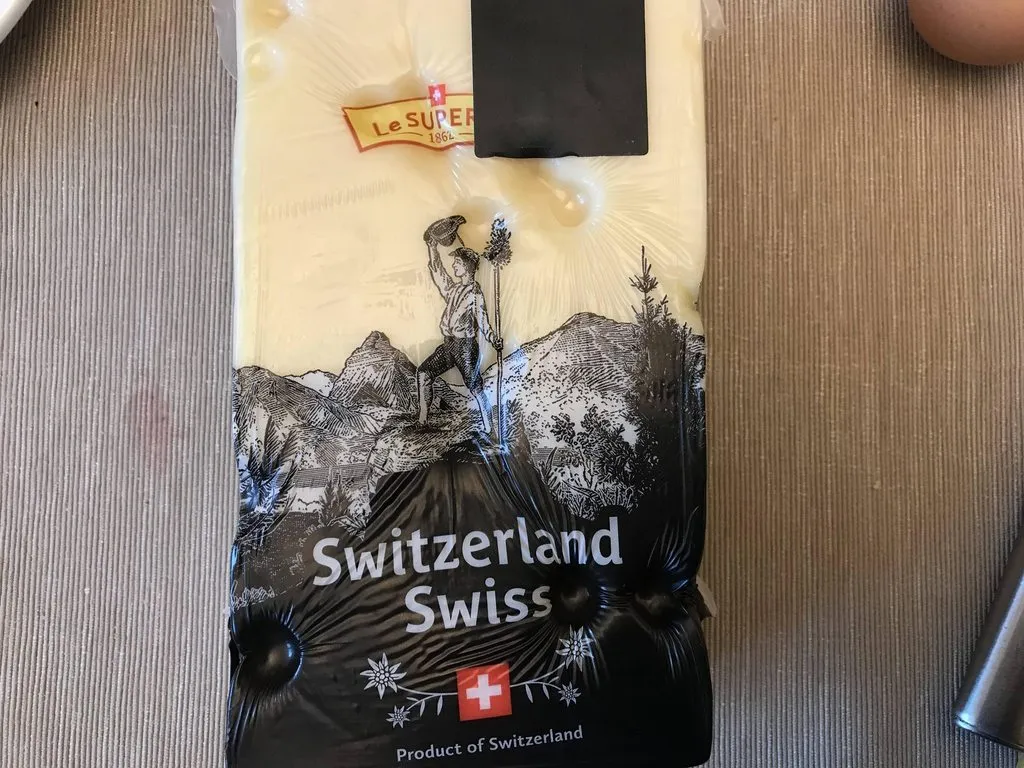 Le SUPER
1862
Switzerland
Swiss
Product of Switzerland